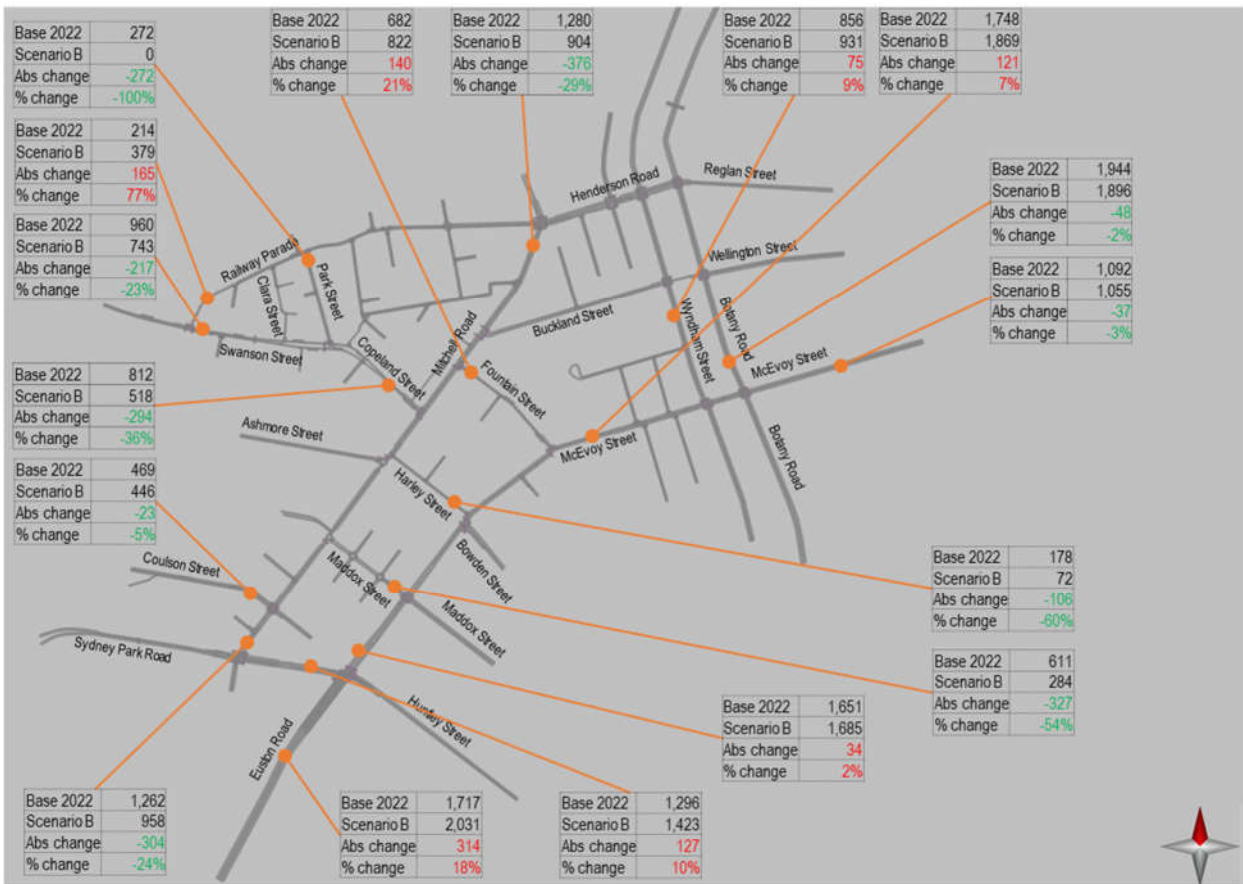 Base 2022 272
Scenario B 0
Abs change -272
% change -100%
Base 2022 682
Scenario B 822
Abs change 140
% change 21%
Base 2022 1,280
Scenario B 904
Abs change -376
% change -29%
Base 2022 856
Scenario B 931
Abs change 75
% change 9%
Base 2022 1,748
Scenario B 1,869
Abs change 121
% change 7%
Base 2022 214
Scenario B 379
Abs change 165
% change 77%
Base 2022 960
Scenario B 743
Abs change -217
% change -23%
Base 2022 1,944
Scenario B 1,896
Abs change -48
% change -2%
Base 2022 1,092
Scenario B 1,055
Abs change -37
% change -3%
Henderson Road
Reglan Street
Railway Parade
Clara Street
Park Street
Wellington Street
Swanson Street
Copeland Street
Mitchell Road
Buckland Street
Wyndham Street
Botany Road
McEvoy Street
Fountain Street
Base 2022 812
Scenario B 518
Abs change -294
% change -36%
Ashmore Street
McEvoy Street
Botany Road
Harley Street
Base 2022 469
Scenario B 446
Abs change -23
% change -5%
Coulson Street
Maddox Street
Bowden Street
Maddox Street
Base 2022 178
Scenario B 72
Abs change -106
% change -60%
Sydney Park Road
Huntley Street
Euston Road
Base 2022 611
Scenario B 284
Abs change -327
% change -54%
Base 2022 1,651
Scenario B 1,685
Abs change 34
% change 2%
Base 2022 1,262
Scenario B 958
Abs change -304
% change -24%
Base 2022 1,717
Scenario B 2,031
Abs change 314
% change 18%
Base 2022 1,296
Scenario B 1,423
Abs change 127
% change 10%